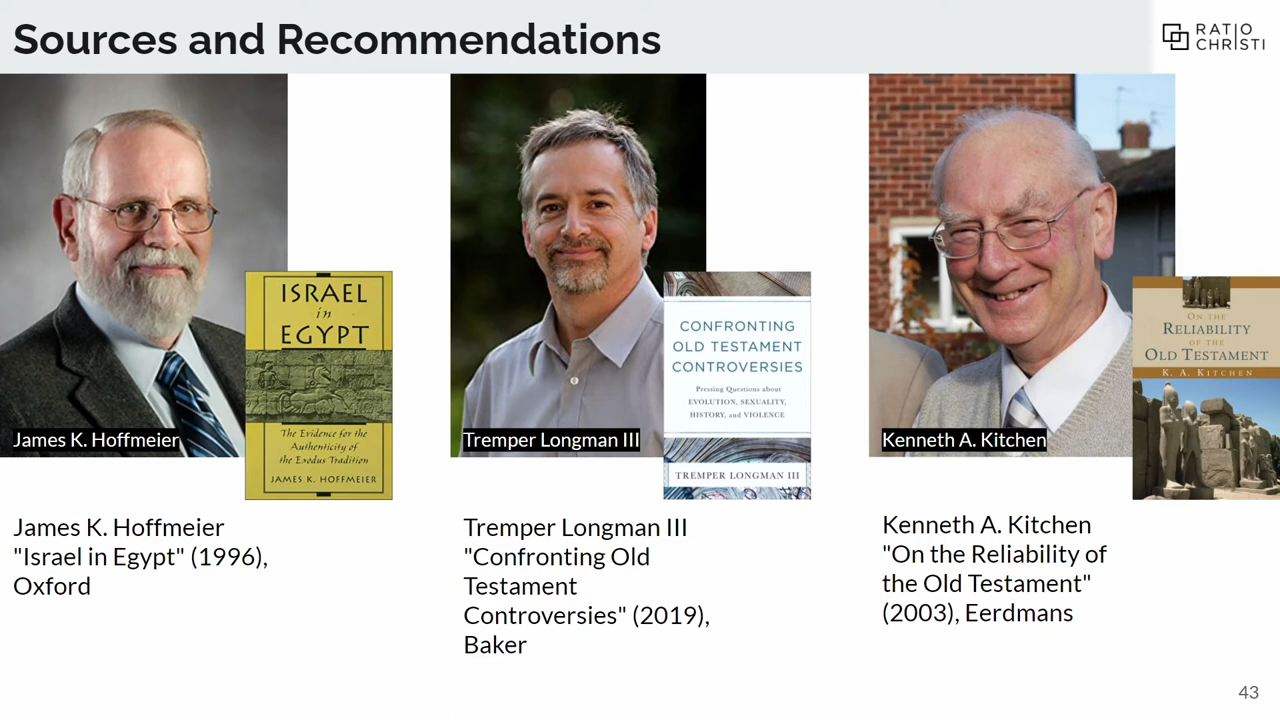 Sources and Recommendations
RATIO
CHRISTI
James K. Hoffmeier
ISRAEL
in
EGYPT
The Evidence for the
Authenticity of
the Exodus Tradition
JAMES K. HOFFMEIER
James K. Hoffmeier
"Israel in Egypt" (1996),
Oxford
Tremper Longman III
CONFRONTING
OLD TESTAMENT
CONTROVERSIES
Pressing Questions about
EVOLUTION, SEXUALITY,
HISTORY, and VIOLENCE
TREMPER LONGMAN III
Tremper Longman III
"Confronting Old
Testament
Controversies" (2019),
Baker
Kenneth A. Kitchen
ON THE
RELIABILITY
OF THE
OLD TESTAMENT
K. A. KITCHEN
Kenneth A. Kitchen
"On the Reliability of
the Old Testament"
(2003), Eerdmans
43